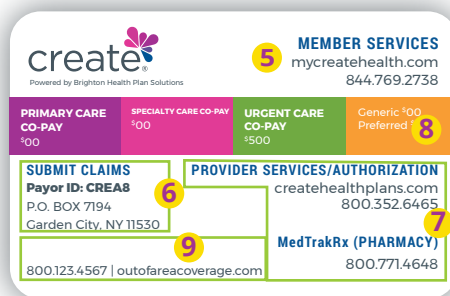 create®
Powered by Brighton Health Plan Solutions
5
MEMBER SERVICES
mycreatehealth.com
844.769.2738
PRIMARY CARE
CO-PAY
$00
SPECIALTY CARE CO-PAY
$00
URGENT CARE
CO-PAY
$500
Generic $00
Preferred $
8
SUBMIT CLAIMS
Payor ID: CREA8
P.O. BOX 7194
Garden City, NY 11530
6
PROVIDER SERVICES/AUTHORIZATION
createhealthplans.com
800.352.6465
7
MedTrakRx (PHARMACY)
800.771.4648
9
800.123.4567 | outofareacoverage.com